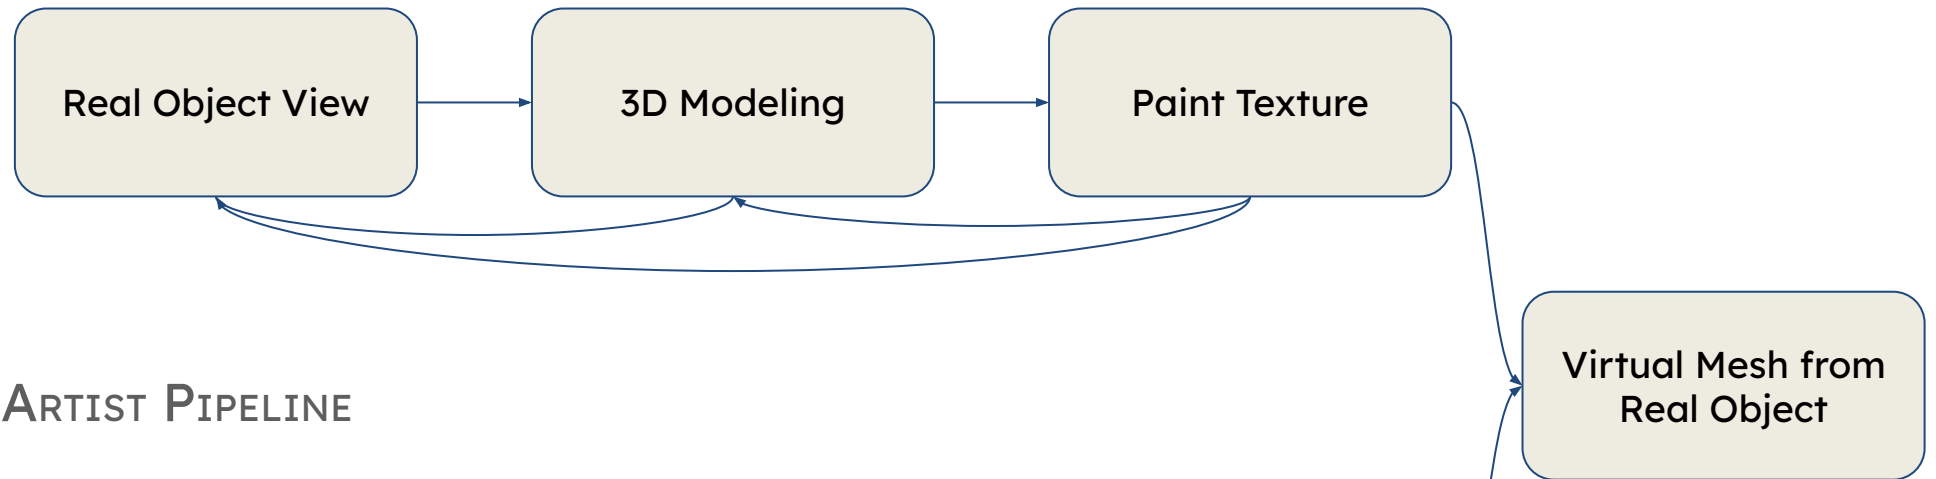 Real Object View
3D Modeling
Paint Texture
Virtual Mesh from
Real Object
Artist Pipeline